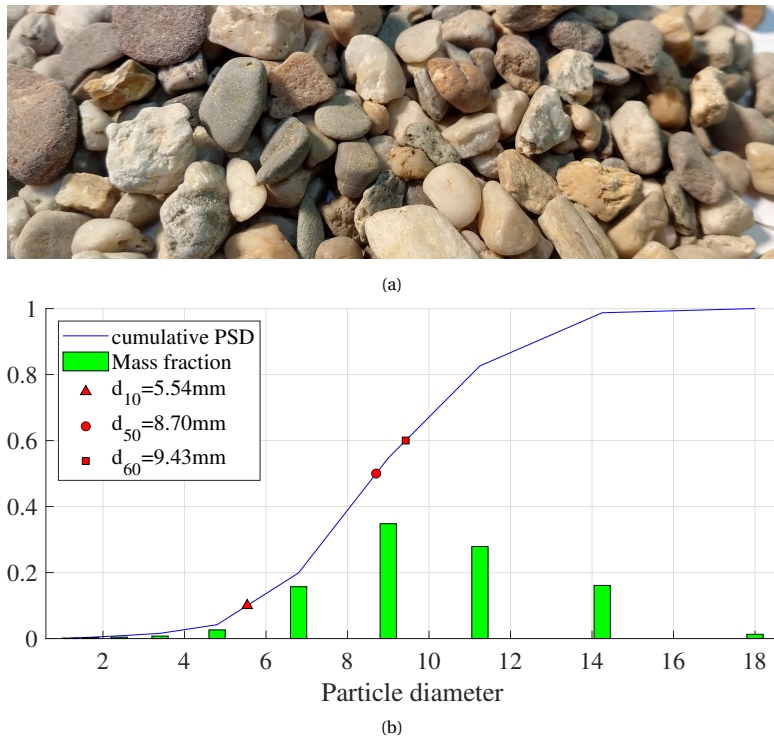 (a)
1
0.8
0.6
0.4
0.2
0
cumulative PSD
Mass fraction
d10=5.54mm
d50=8.70mm
d60=9.43mm
2 4 6 8 10 12 14 16 18
Particle diameter
(b)